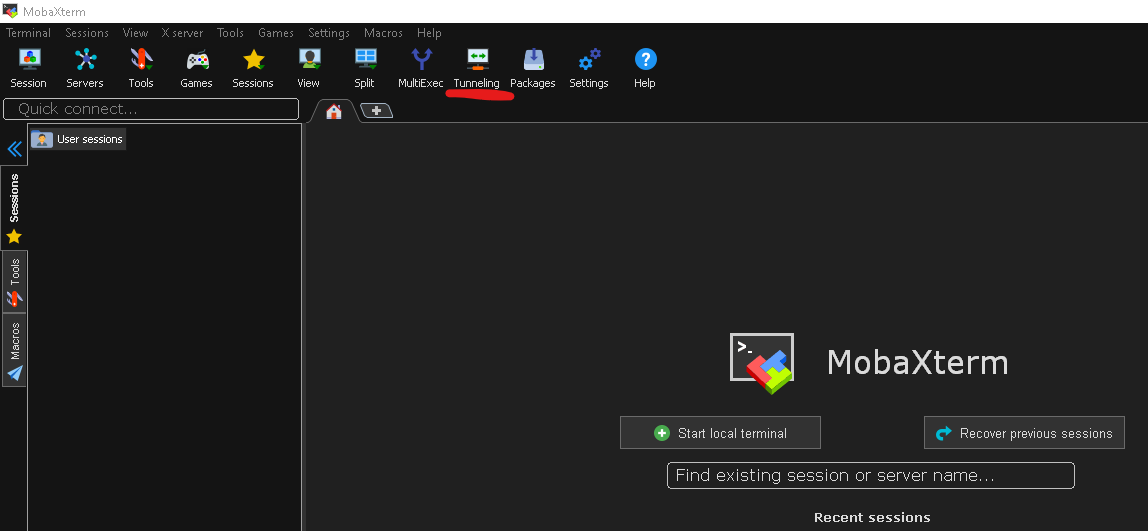 MobaXterm
Terminal Sessions View X server Tools Games Settings Macros Help
Session Servers Tools Games Sessions View Split MultiExec Tunneling Packages Settings Help
Quick connect...
User sessions
Sessions
Tools
Macros
>_
MobaXterm
Start local terminal Recover previous sessions
Find existing session or server name...
Recent sessions